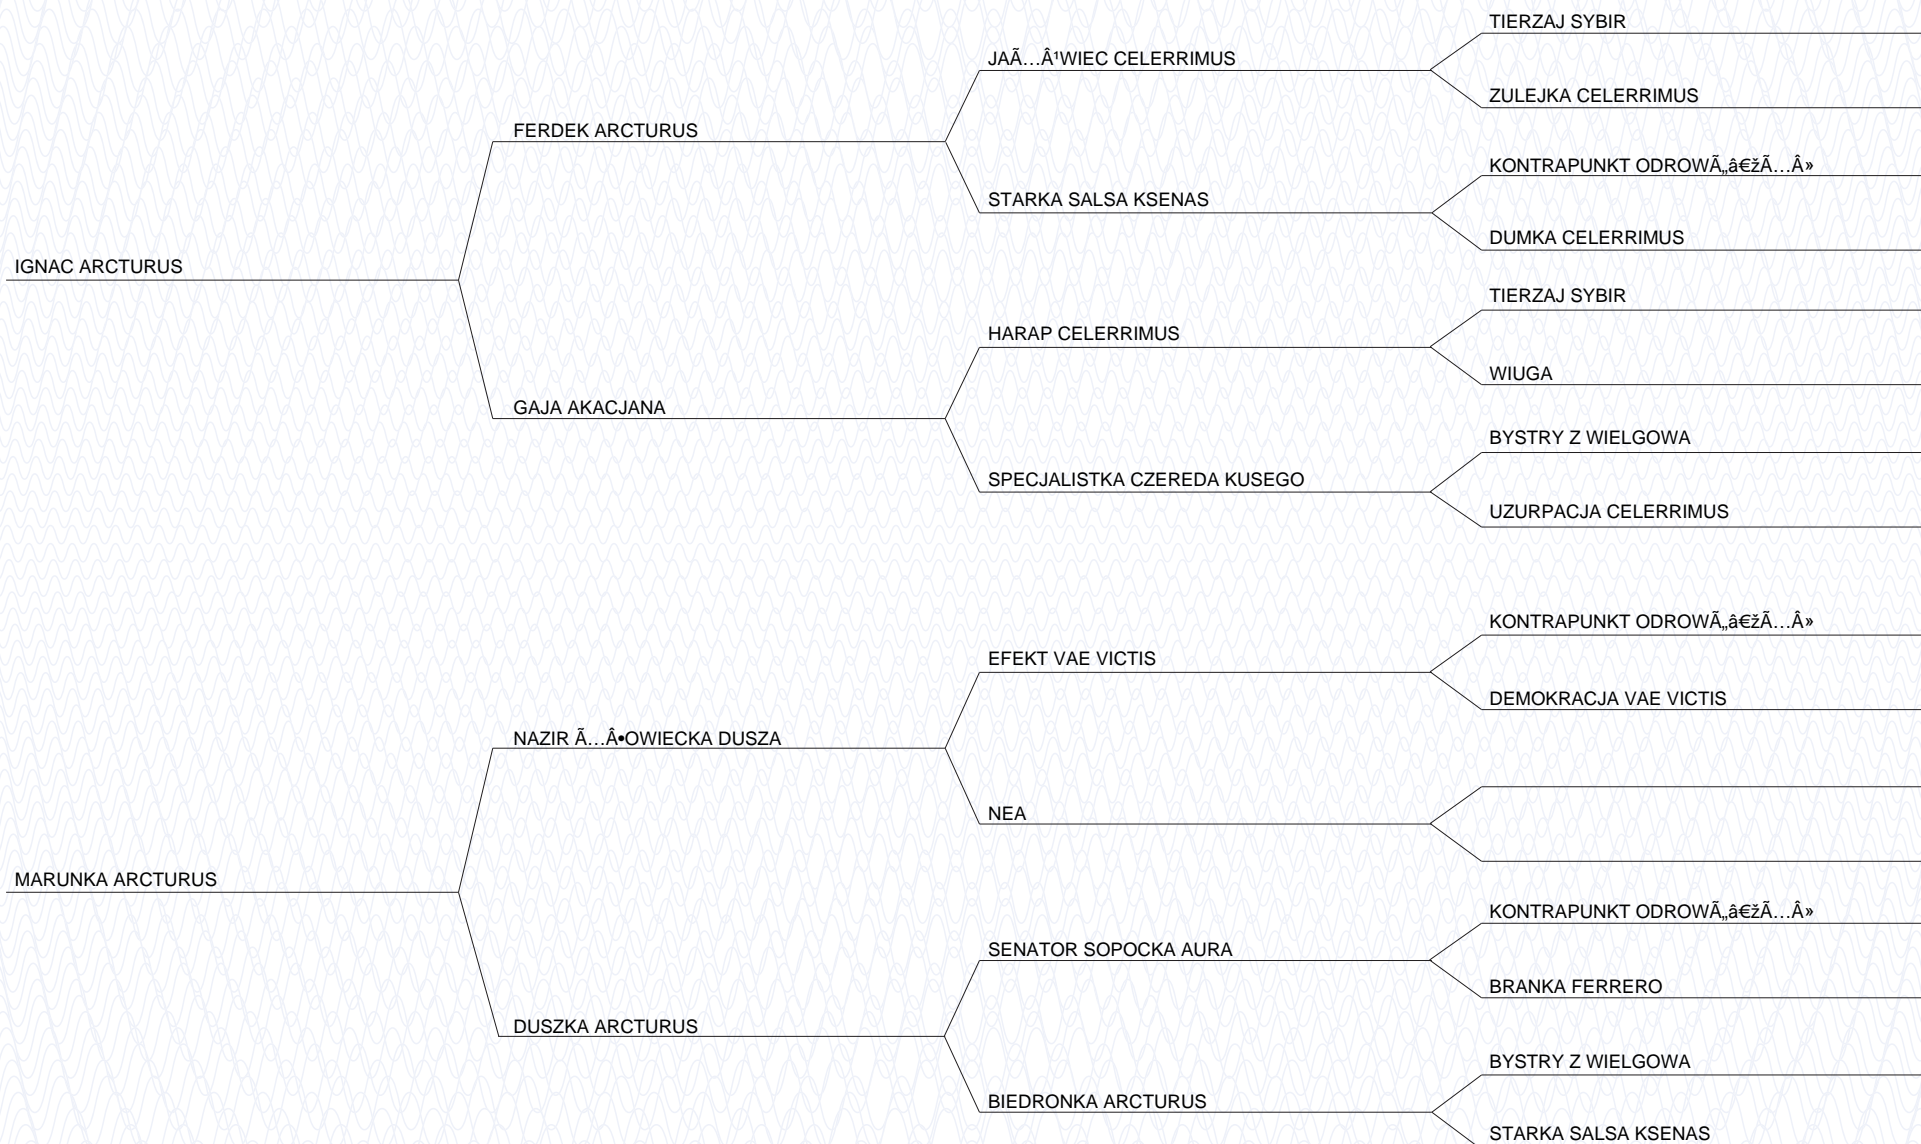 TIERZAJ SYBIR
JAÃ…Â¹WIEC CELERRIMUS
ZULEJKA CELERRIMUS
FERDEK ARCTURUS
KONTRAPUNKT ODROWÃ„â€žÃ…Â»
STARKA SALSA KSENAS
DUMKA CELERRIMUS
IGNAC ARCTURUS
TIERZAJ SYBIR
HARAP CELERRIMUS
WIUGA
GAJA AKACJANA
BYSTRY Z WIELGOWA
SPECJALISTKA CZEREDA KUSEGO
UZURPACJA CELERRIMUS
KONTRAPUNKT ODROWÃ„â€žÃ…Â»
EFEKT VAE VICTIS
DEMOKRACJA VAE VICTIS
NAZIR Ã…Â•OWIECKA DUSZA
NEA
MARUNKA ARCTURUS
KONTRAPUNKT ODROWÃ„â€žÃ…Â»
SENATOR SOPOCKA AURA
BRANKA FERRERO
DUSZKA ARCTURUS
BYSTRY Z WIELGOWA
BIEDRONKA ARCTURUS
STARKA SALSA KSENAS